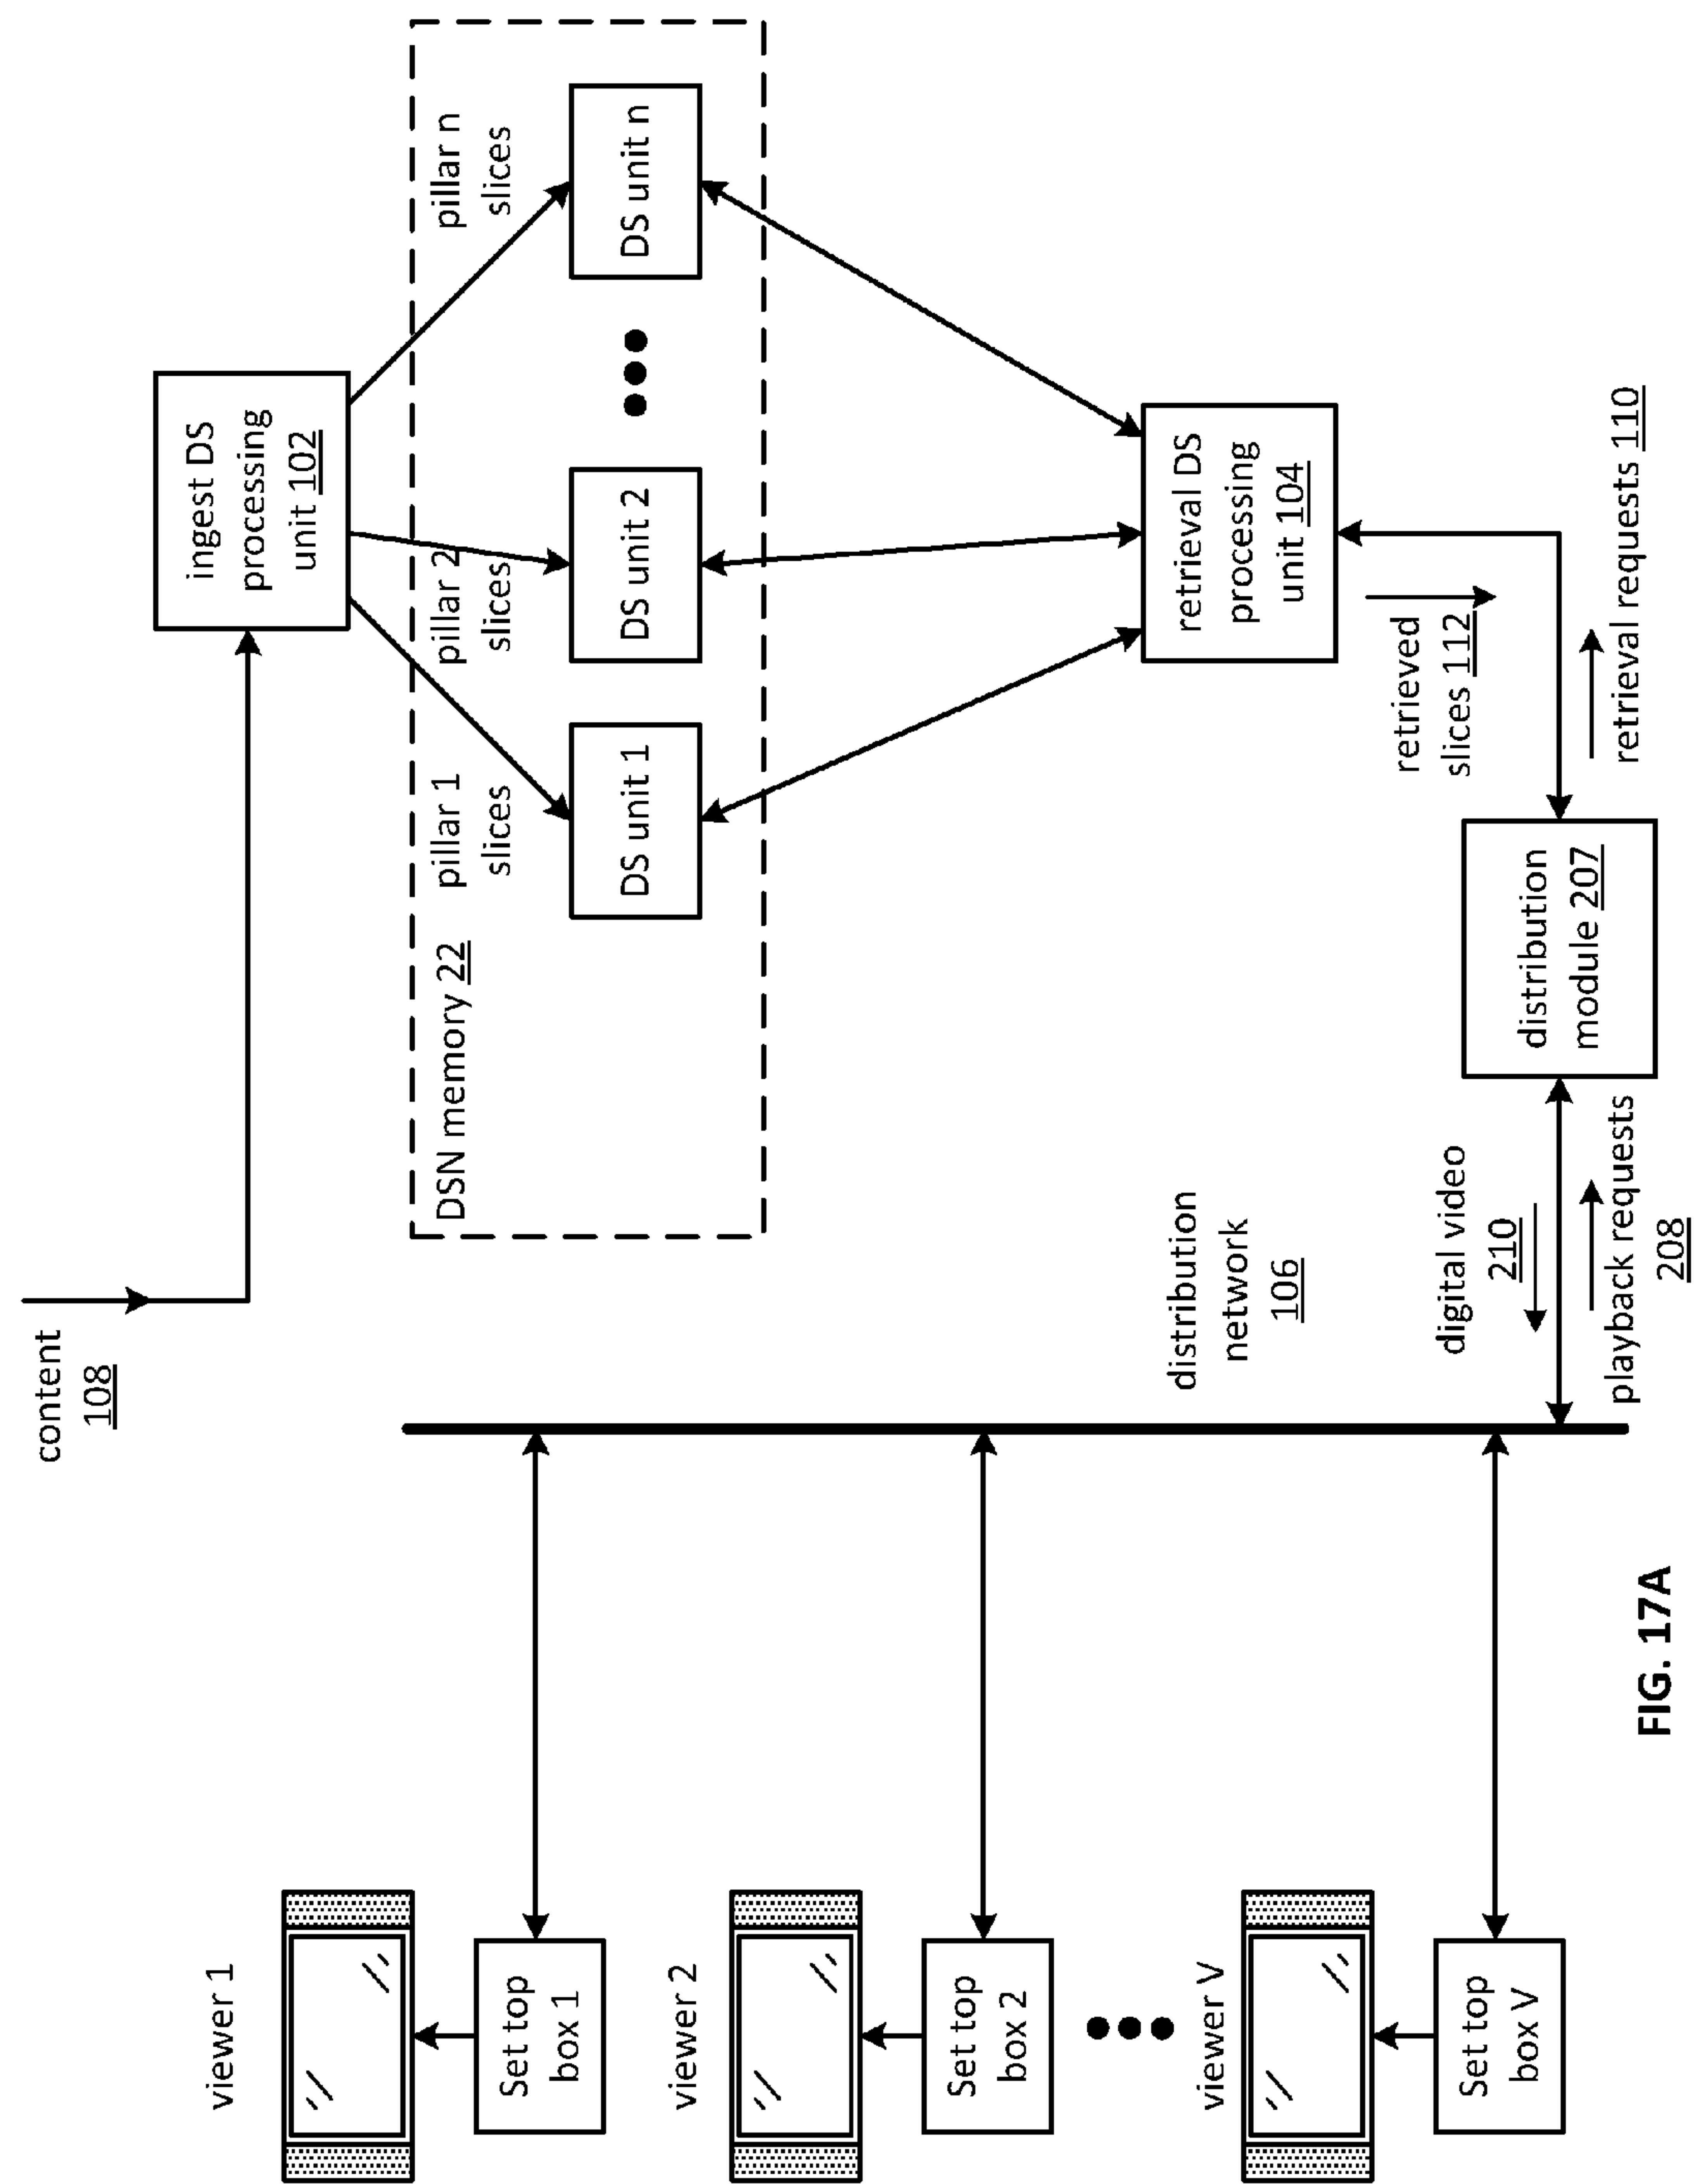 content
108
ingest DS
processing
unit 102
DSN memory 22
pillar 1
slices
pillar 2
slices
pillar n
slices
DS unit 1
DS unit 2
DS unit n
viewer 1
Set top
box 1
viewer 2
Set top
box 2
viewer V
Set top
box V
distribution
network
106
retrieval DS
processing
unit 104
retrieved
slices 112
retrieval requests 110
distribution
module 207
digital video
210
playback requests
208
FIG. 17A